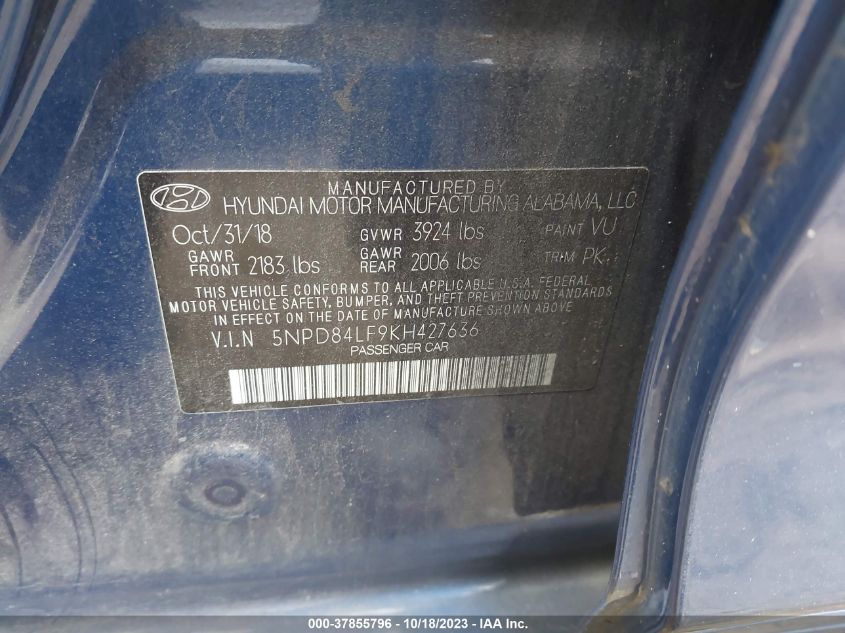 MANUFACTURED BY
HYUNDAI MOTOR MANUFACTURING ALABAMA, LLC
Oct/31/18 GVWR 3924 lbs PAINT VU
GAWR FRONT 2183 lbs GAWR REAR 2006 lbs TRIM PK
THIS VEHICLE CONFORMS TO ALL APPLICABLE U.S.A. FEDERAL
MOTOR VEHICLE SAFETY, BUMPER, AND THEFT PREVENTION STANDARDS
IN EFFECT ON THE DATE OF MANUFACTURE SHOWN ABOVE
V.I.N 5NPD84LF9KH427636
PASSENGER CAR
000-37855796 - 10/18/2023 - IAA Inc.